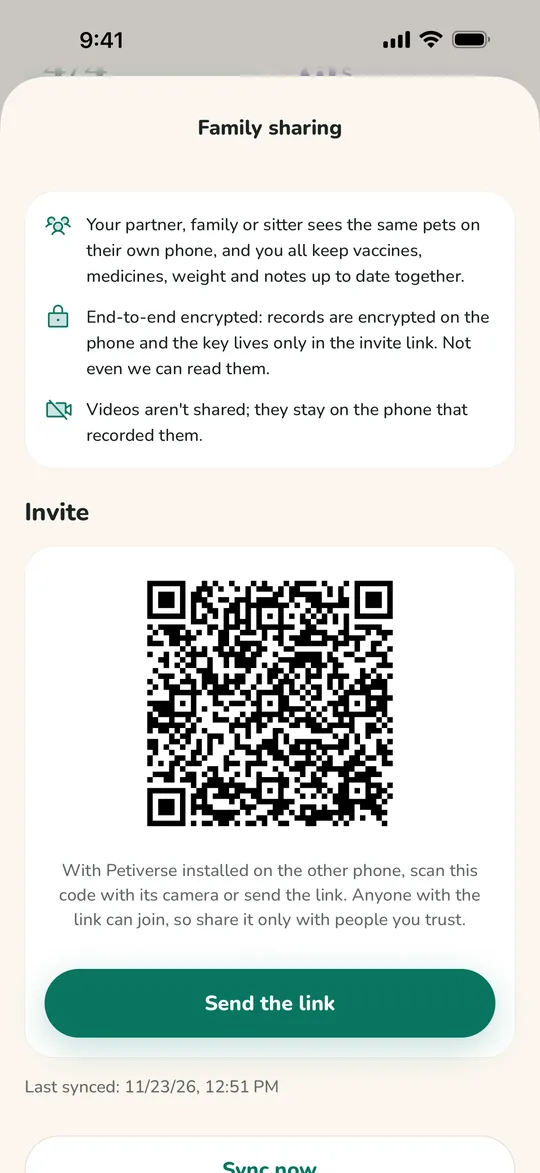 9:41
Family sharing
Your partner, family or sitter sees the same pets on
their own phone, and you all keep vaccines,
medicines, weight and notes up to date together.
End-to-end encrypted: records are encrypted on the
phone and the key lives only in the invite link. Not
even we can read them.
Videos aren't shared; they stay on the phone that
recorded them.
Invite
With Petiverse installed on the other phone, scan this
code with its camera or send the link. Anyone with the
link can join, so share it only with people you trust.
Send the link
Last synced: 11/23/26, 12:51 PM
Sync now